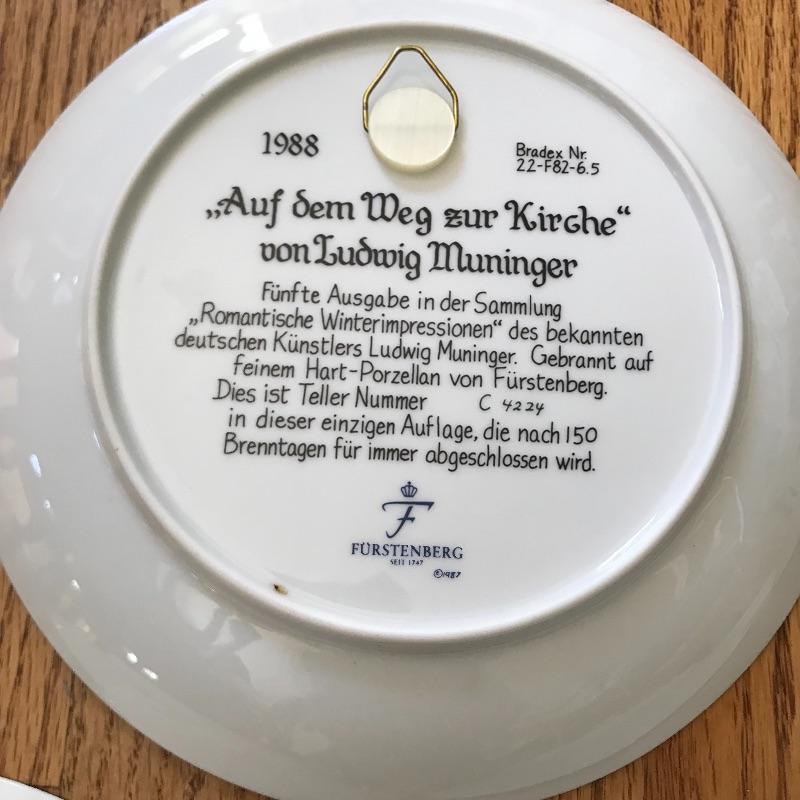 1988
Bradex Nr.
22-F82-6.5
„Auf dem Weg zur Kirche“
von Ludwig Muninger
Fünfte Ausgabe in der Sammlung
„Romantische Winterimpressionen“ des bekannten
deutschen Künstlers Ludwig Muninger. Gebrannt auf
feinem Hart-Porzellan von Fürstenberg.
Dies ist Teller Nummer C 4224
in dieser einzigen Auflage, die nach 150
Brenntagen für immer abgeschlossen wird.
F
FÜRSTENBERG
SEIT 1747
©1987